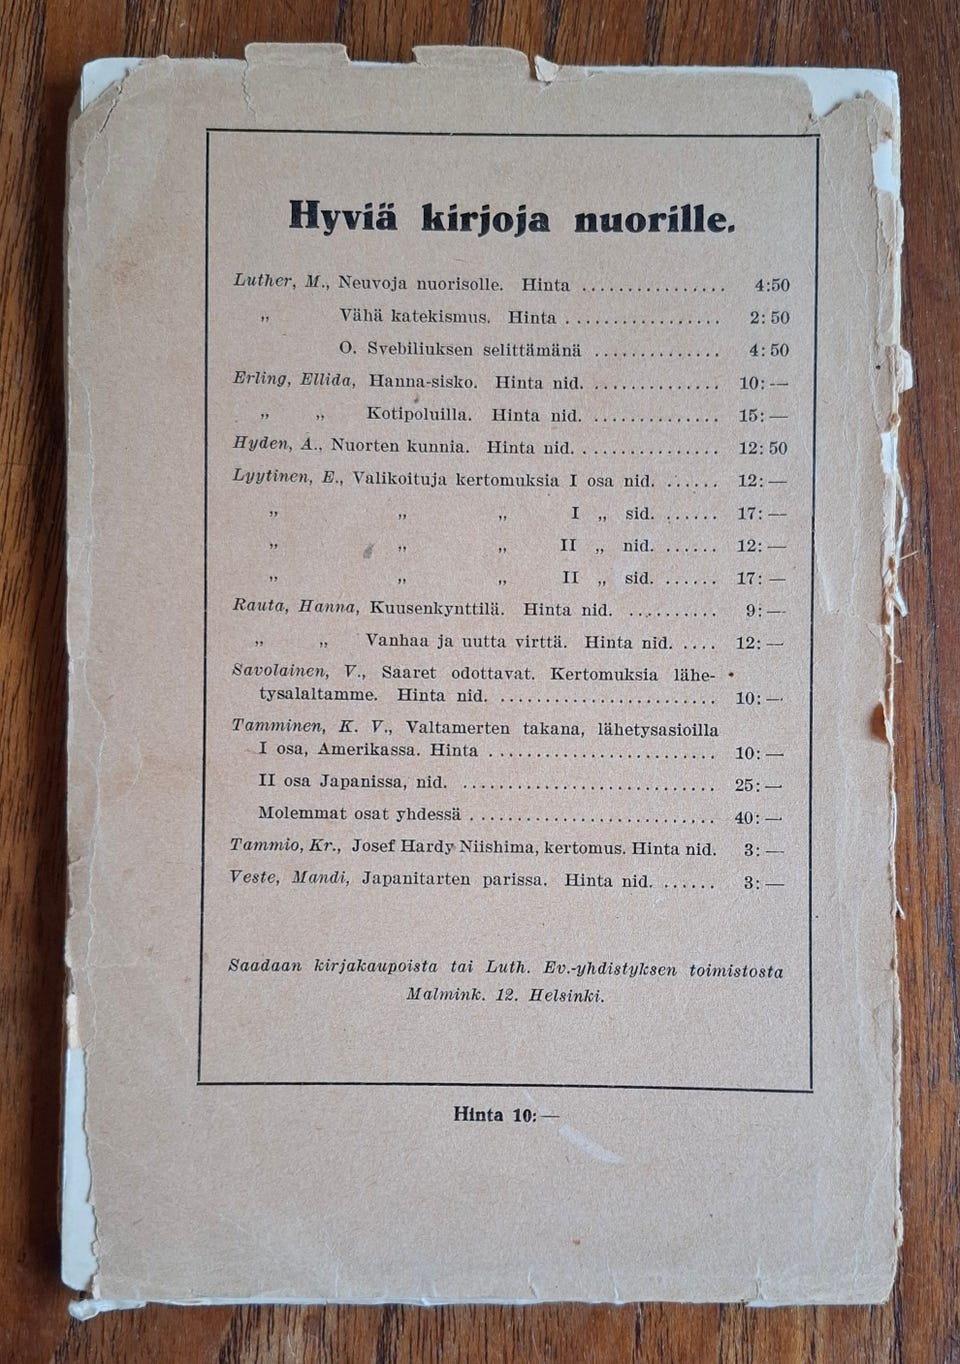 Hyviä kirjoja nuorille.
Luther, M., Neuvoja nuorisolle. Hinta ................ 4:50
„ Vähä katekismus. Hinta ................. 2:50
O. Svebiliuksen selittämänä .............. 4:50
Erling, Ellida, Hanna-sisko. Hinta nid. ............... 10:—
„ „ Kotipoluilla. Hinta nid. ............... 15:—
Hyden, A., Nuorten kunnia. Hinta nid. ................ 12:50
Lyytinen, E., Valikoituja kertomuksia I osa nid. ...... 12:—
„ „ „ I „ sid. ...... 17:—
„ „ „ II „ nid. ...... 12:—
„ „ „ II „ sid. ...... 17:—
Rauta, Hanna, Kuusenkynttilä. Hinta nid. .......... 9:—
„ „ Vanhaa ja uutta virttä. Hinta nid. .... 12:—
Savolainen, V., Saaret odottavat. Kertomuksia lähe-
tysalaltamme. Hinta nid. ........................ 10:—
Tamminen, K. V., Valtamerten takana, lähetysasioilla
I osa, Amerikassa. Hinta ......................... 10:—
II osa Japanissa, nid. ............................ 25:—
Molemmat osat yhdessä ........................... 40:—
Tammio, Kr., Josef Hardy Niishima, kertomus. Hinta nid. 3:—
Veste, Mandi, Japanitarten parissa. Hinta nid. ...... 3:—
Saadaan kirjakaupoista tai Luth. Ev.-yhdistyksen toimistosta
Malmink. 12. Helsinki.
Hinta 10:—